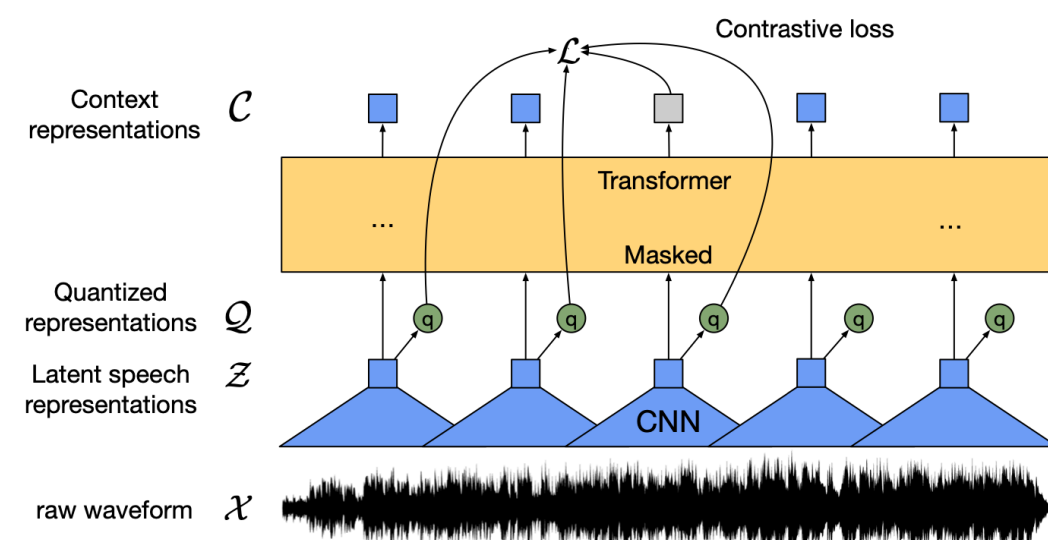 Contrastive loss
ℒ
Context
representations
𝒞
Transformer
... ...
Masked
Quantized
representations
𝒬
q q q q q
Latent speech
representations
𝒵
CNN
raw waveform
𝒳